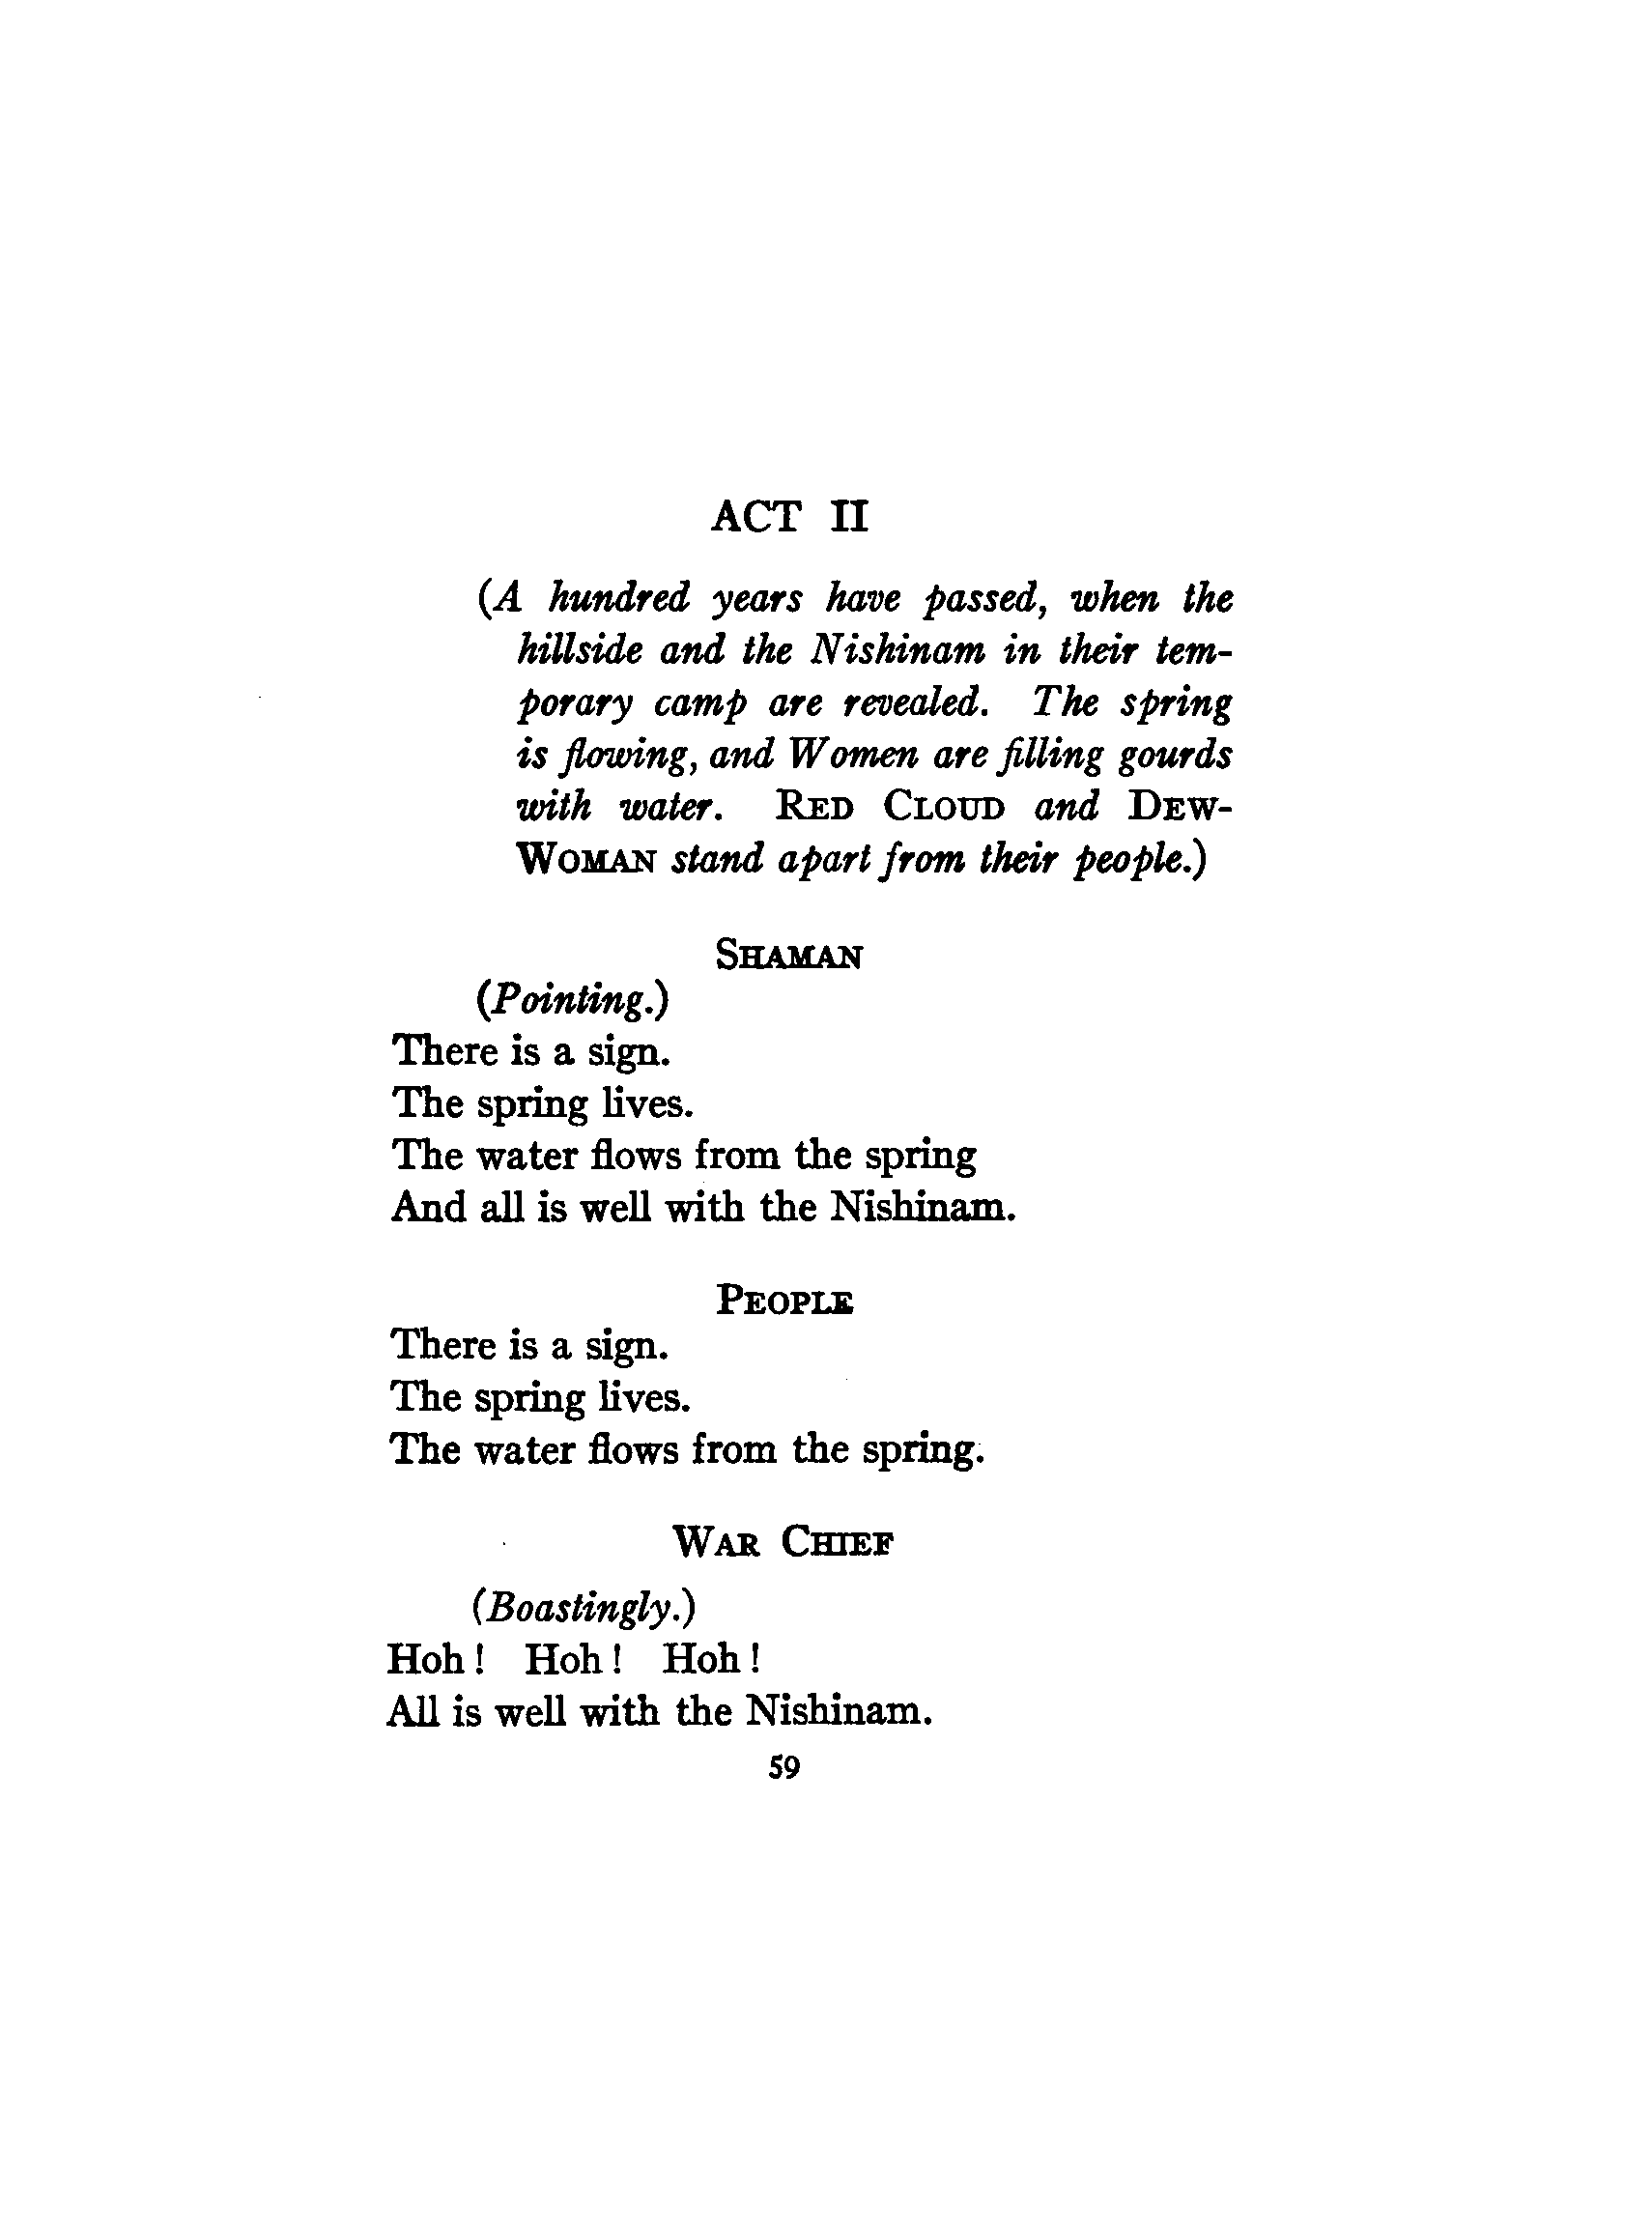 ACT II
(A hundred years have passed, when the
hillside and the Nishinam in their tem-
porary camp are revealed. The spring
is flowing, and Women are filling gourds
with water. RED CLOUD and DEW-
WOMAN stand apart from their people.)
SHAMAN
(Pointing.)
There is a sign.
The spring lives.
The water flows from the spring
And all is well with the Nishinam.
PEOPLE
There is a sign.
The spring lives.
The water flows from the spring.
WAR CHIEF
(Boastingly.)
Hoh! Hoh! Hoh!
All is well with the Nishinam.
59